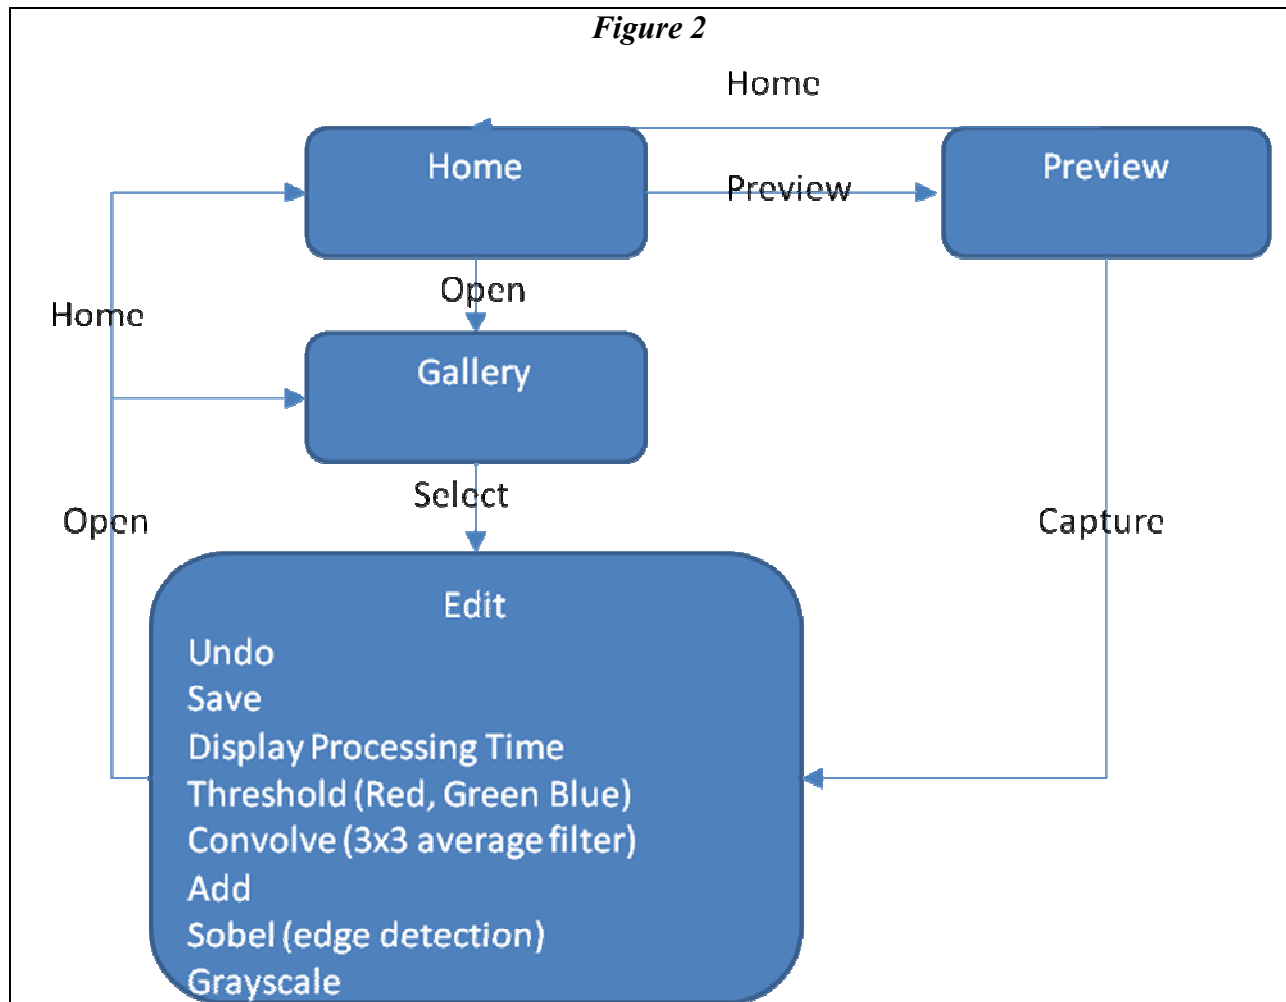 Figure 2
Home
Home
Preview
Preview
Open
Home
Gallery
Select
Open
Capture
Edit
Undo
Save
Display Processing Time
Threshold (Red, Green Blue)
Convolve (3x3 average filter)
Add
Sobel (edge detection)
Grayscale